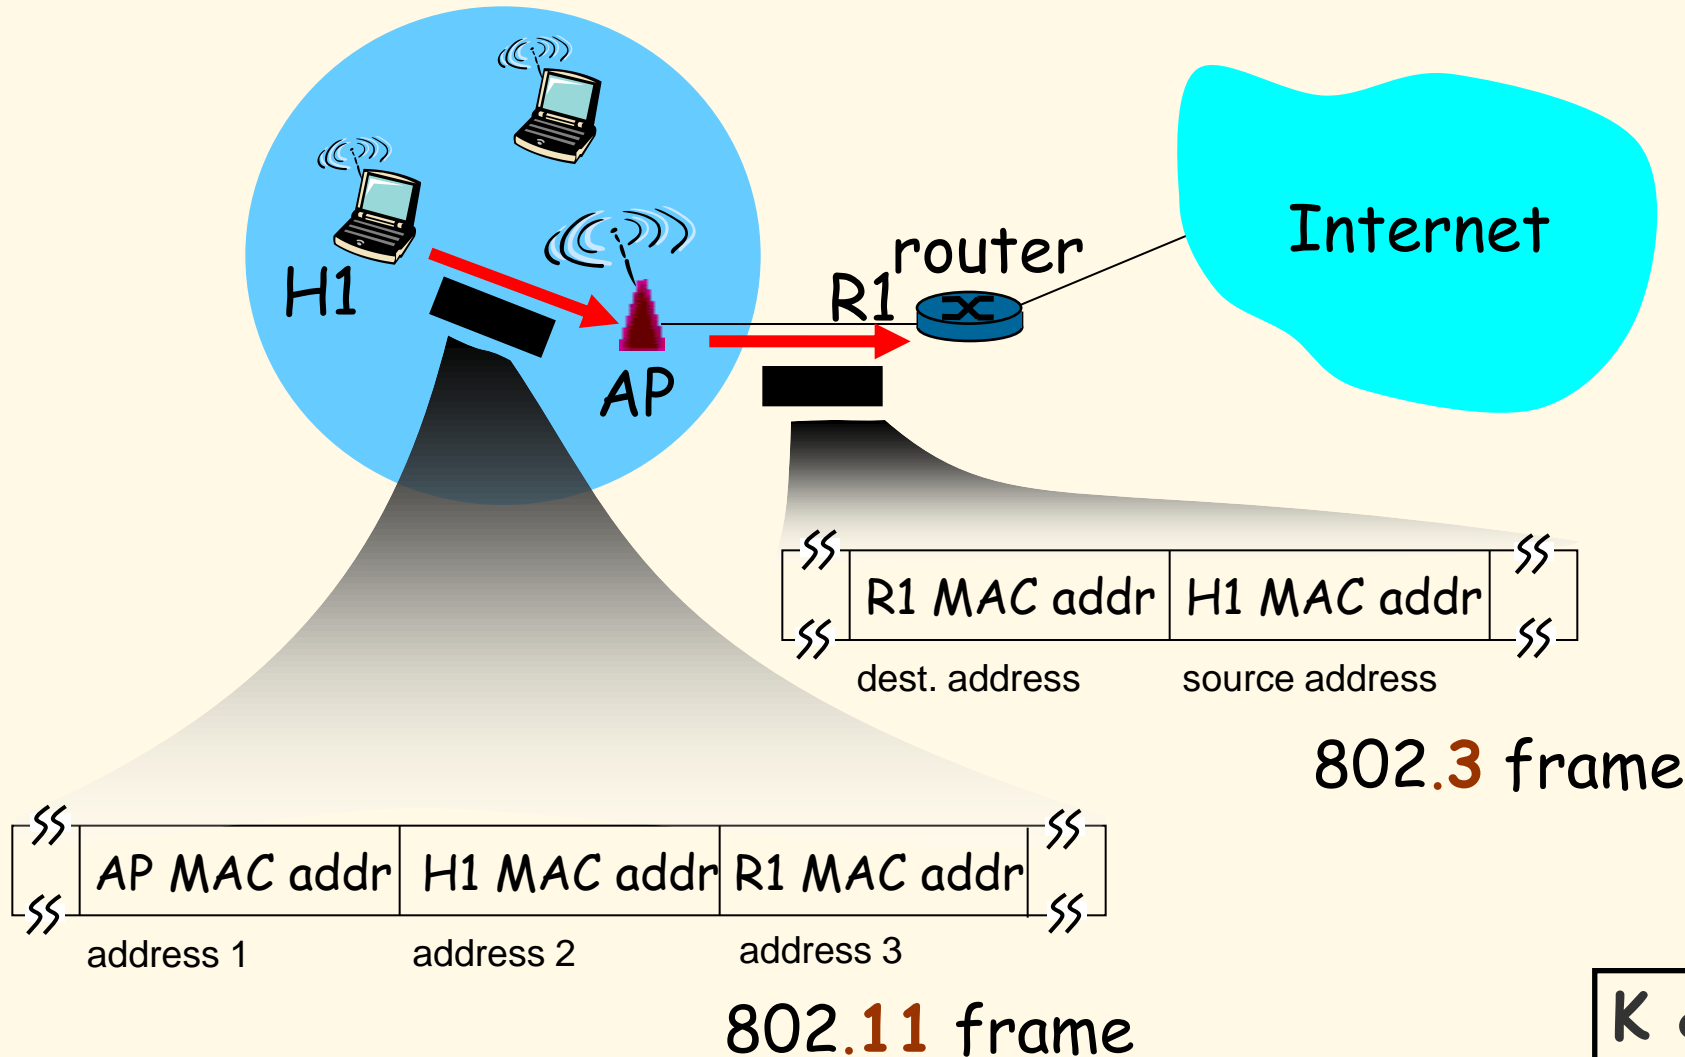 Internet
router
R1
H1
AP
R1 MAC addr H1 MAC addr
dest. address source address
802.3 frame
AP MAC addr H1 MAC addr R1 MAC addr
address 1 address 2 address 3
802.11 frame
K